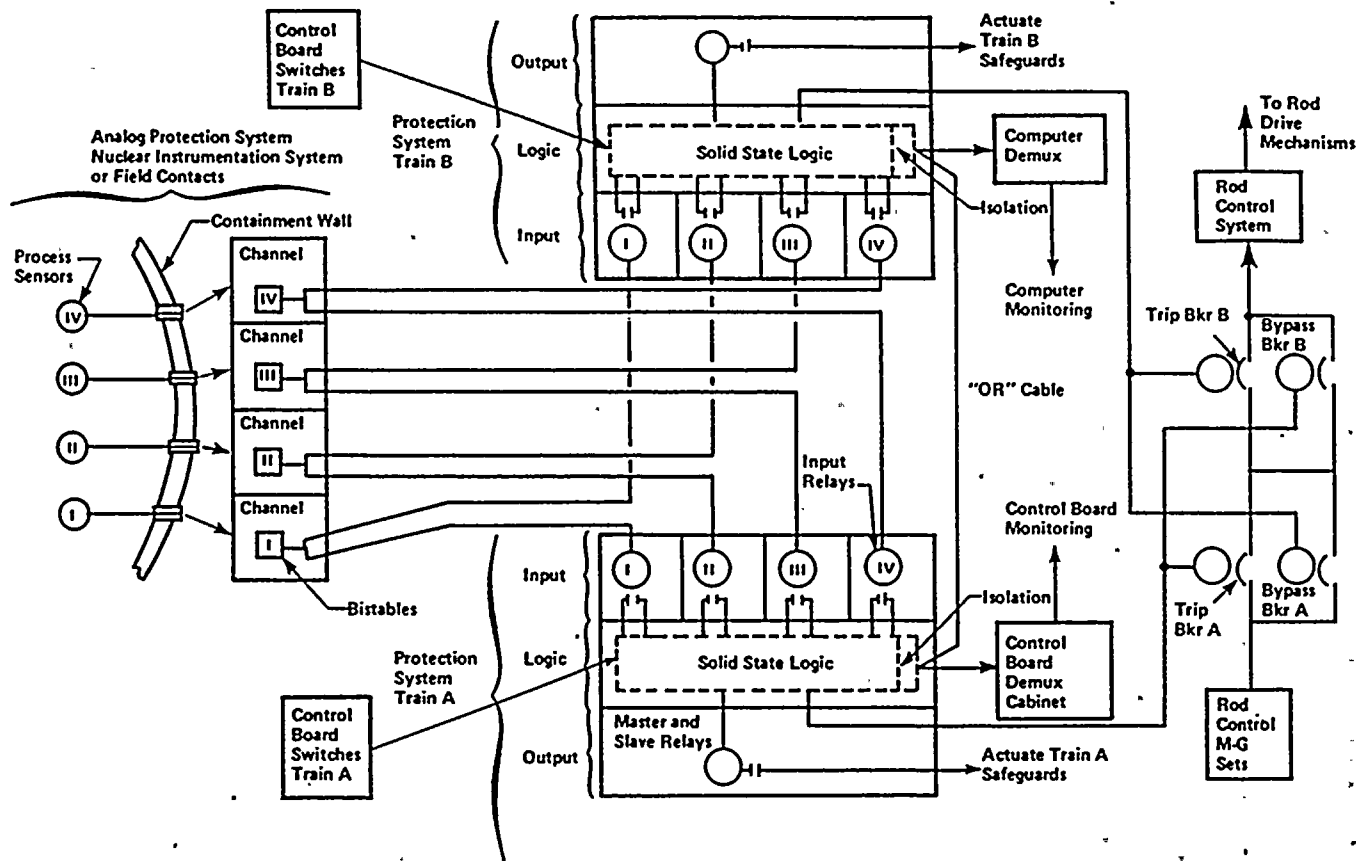 Control
Board
Switches
Train B
Output
Actuate
Train B
Safeguards
Protection
System
Train B
Logic
Solid State Logic
Computer
Demux
To Rod
Drive
Mechanisms
Analog Protection System
Nuclear Instrumentation System
or Field Contacts
Isolation
Rod
Control
System
Containment Wall
Input
I
II
III
IV
Process
Sensors
Channel
IV
IV
Computer
Monitoring
Trip Bkr B
Bypass
Bkr B
Channel
III
III
"OR" Cable
Channel
II
II
Input
Relays
Control Board
Monitoring
Channel
I
I
Bistables
Input
I
II
III
IV
Isolation
Trip
Bkr A
Bypass
Bkr A
Protection
System
Train A
Logic
Solid State Logic
Control
Board
Demux
Cabinet
Control
Board
Switches
Train A
Master and
Slave Relays
Output
Actuate Train A
Safeguards
Rod
Control
M-G
Sets